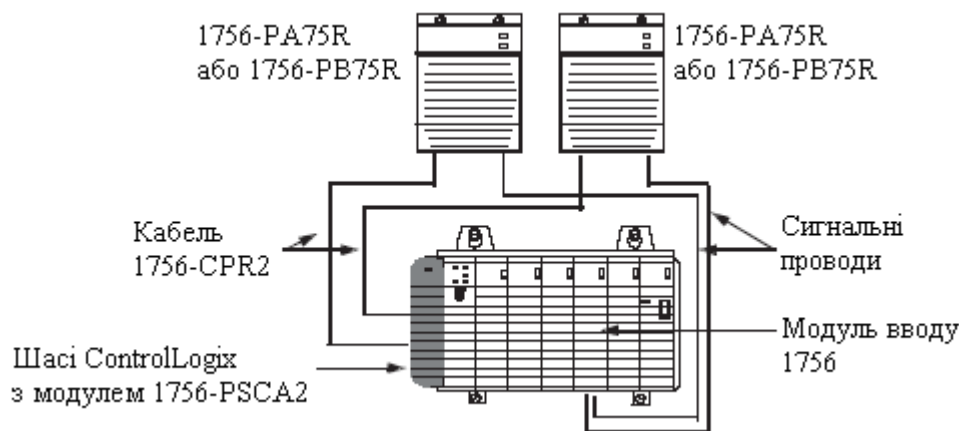 1756-PA75R
або 1756-PB75R
1756-PA75R
або 1756-PB75R
Кабель
1756-CPR2
Сигнальні
проводи
Модуль вводу
1756
Шасі ControlLogix
з модулем 1756-PSCA2